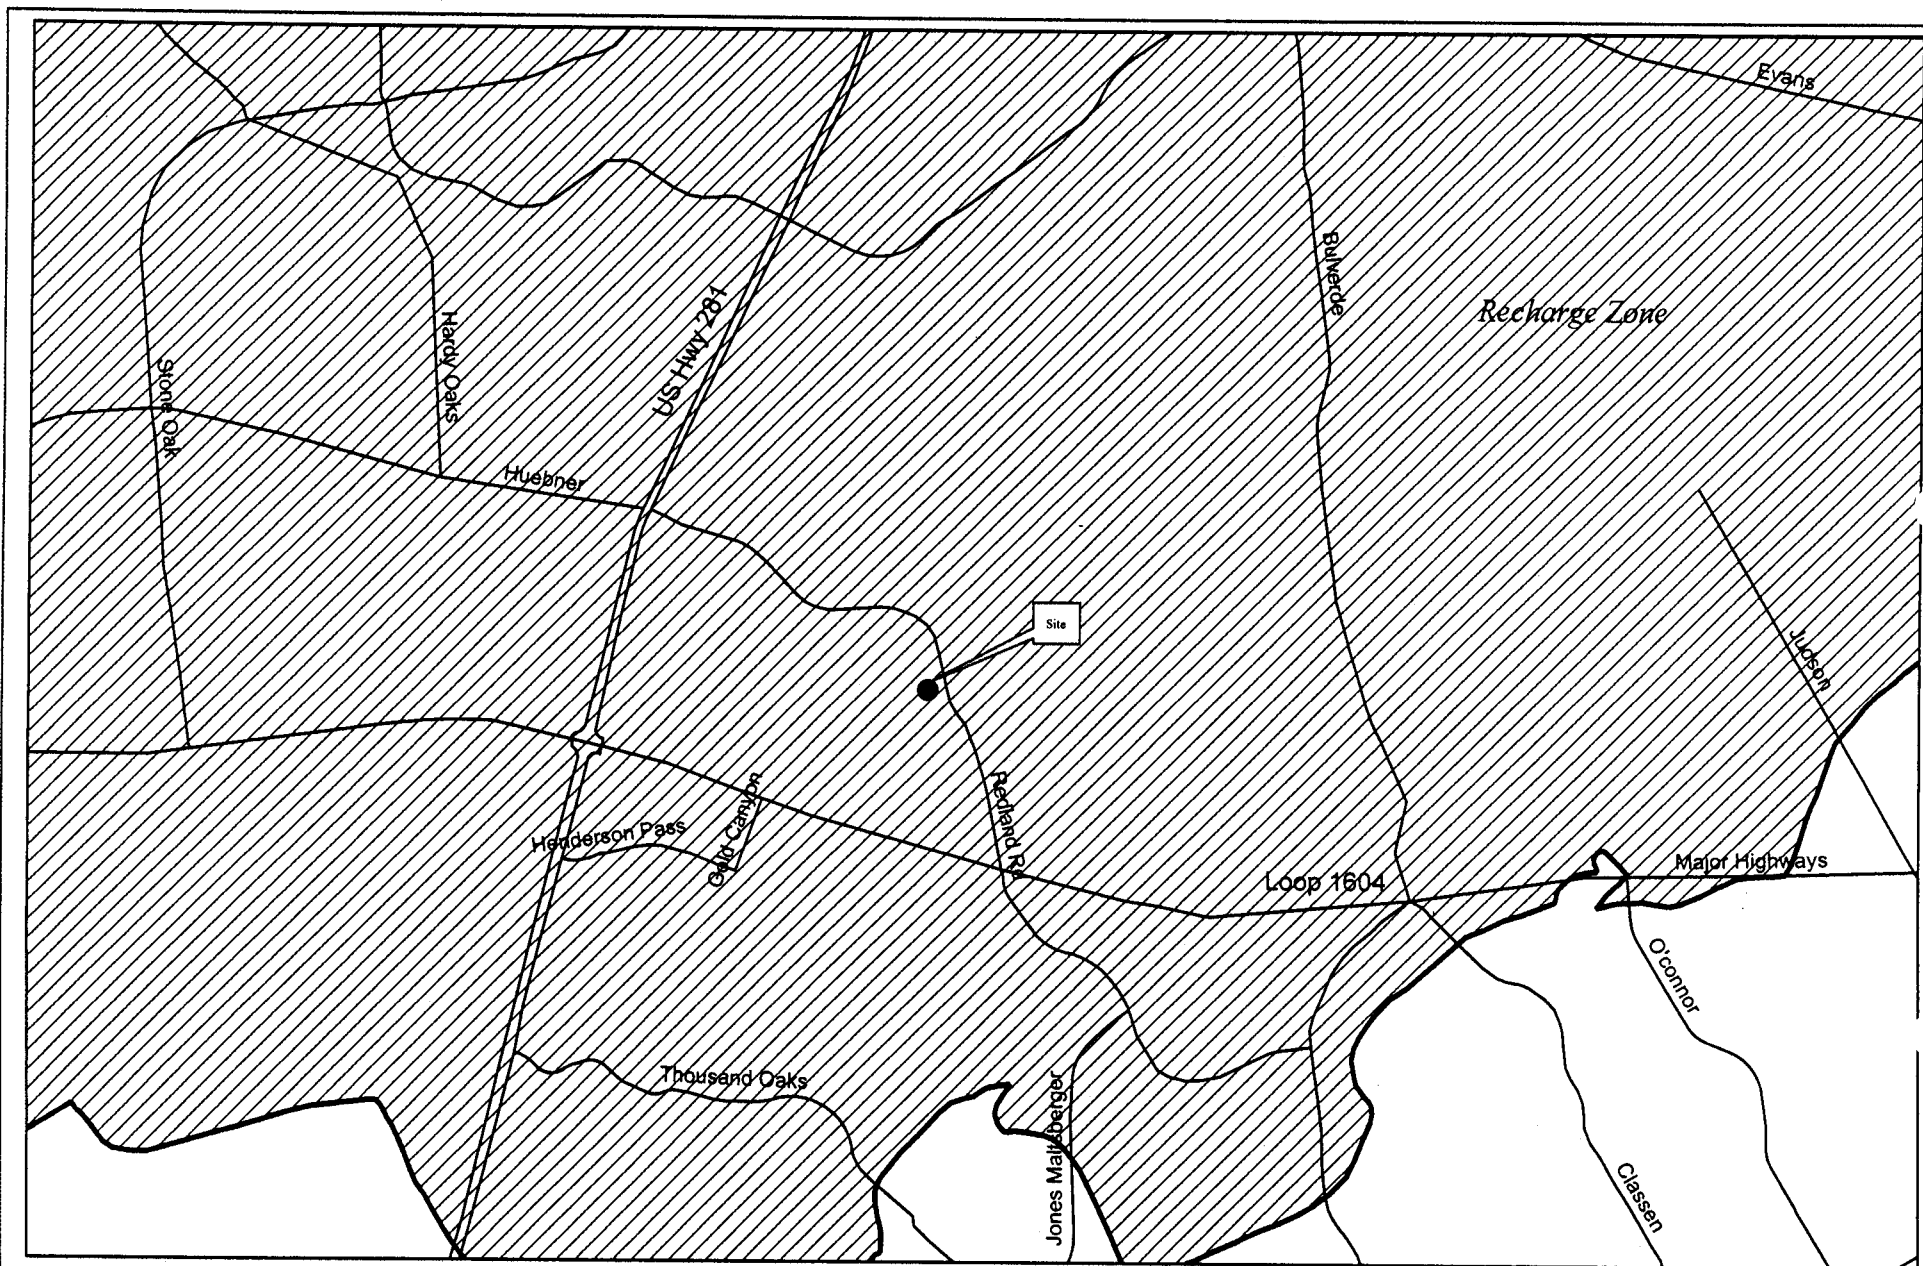 Evans
Bulverde
Recharge Zone
US Hwy 281
Hardy Oaks
Stone Oak
Huebner
Site
Judson
Redland Rd
Gold Canyon
Henderson Pass
Major Highways
Loop 1604
O'connor
Thousand Oaks
Jones Maltsberger
Classen